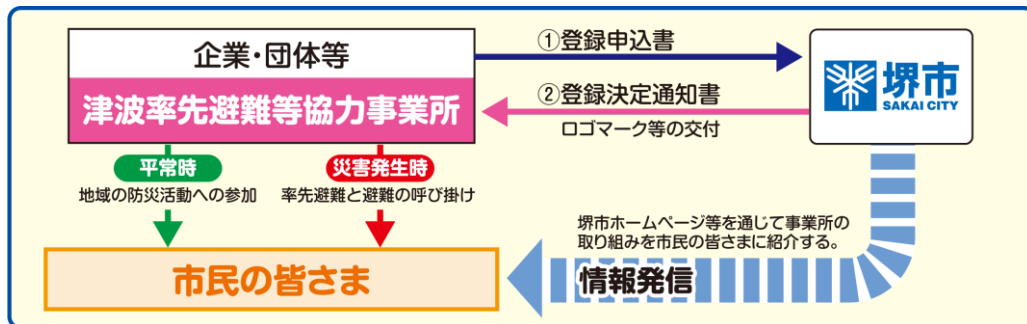 企業・団体等
津波率先避難等協力事業所
①登録申込書
②登録決定通知書
ロゴマーク等の交付
堺市
SAKAI CITY
平常時
地域の防災活動への参加
災害発生時
率先避難と避難の呼び掛け
堺市ホームページ等を通じて事業所の
取り組みを市民の皆さまに紹介する。
情報発信
市民の皆さま